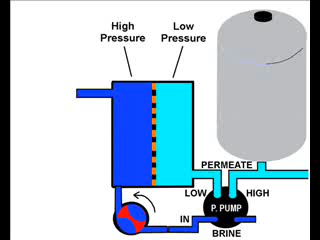 High
Pressure
Low
Pressure
PERMEATE
LOW
HIGH
P. PUMP
IN
BRINE